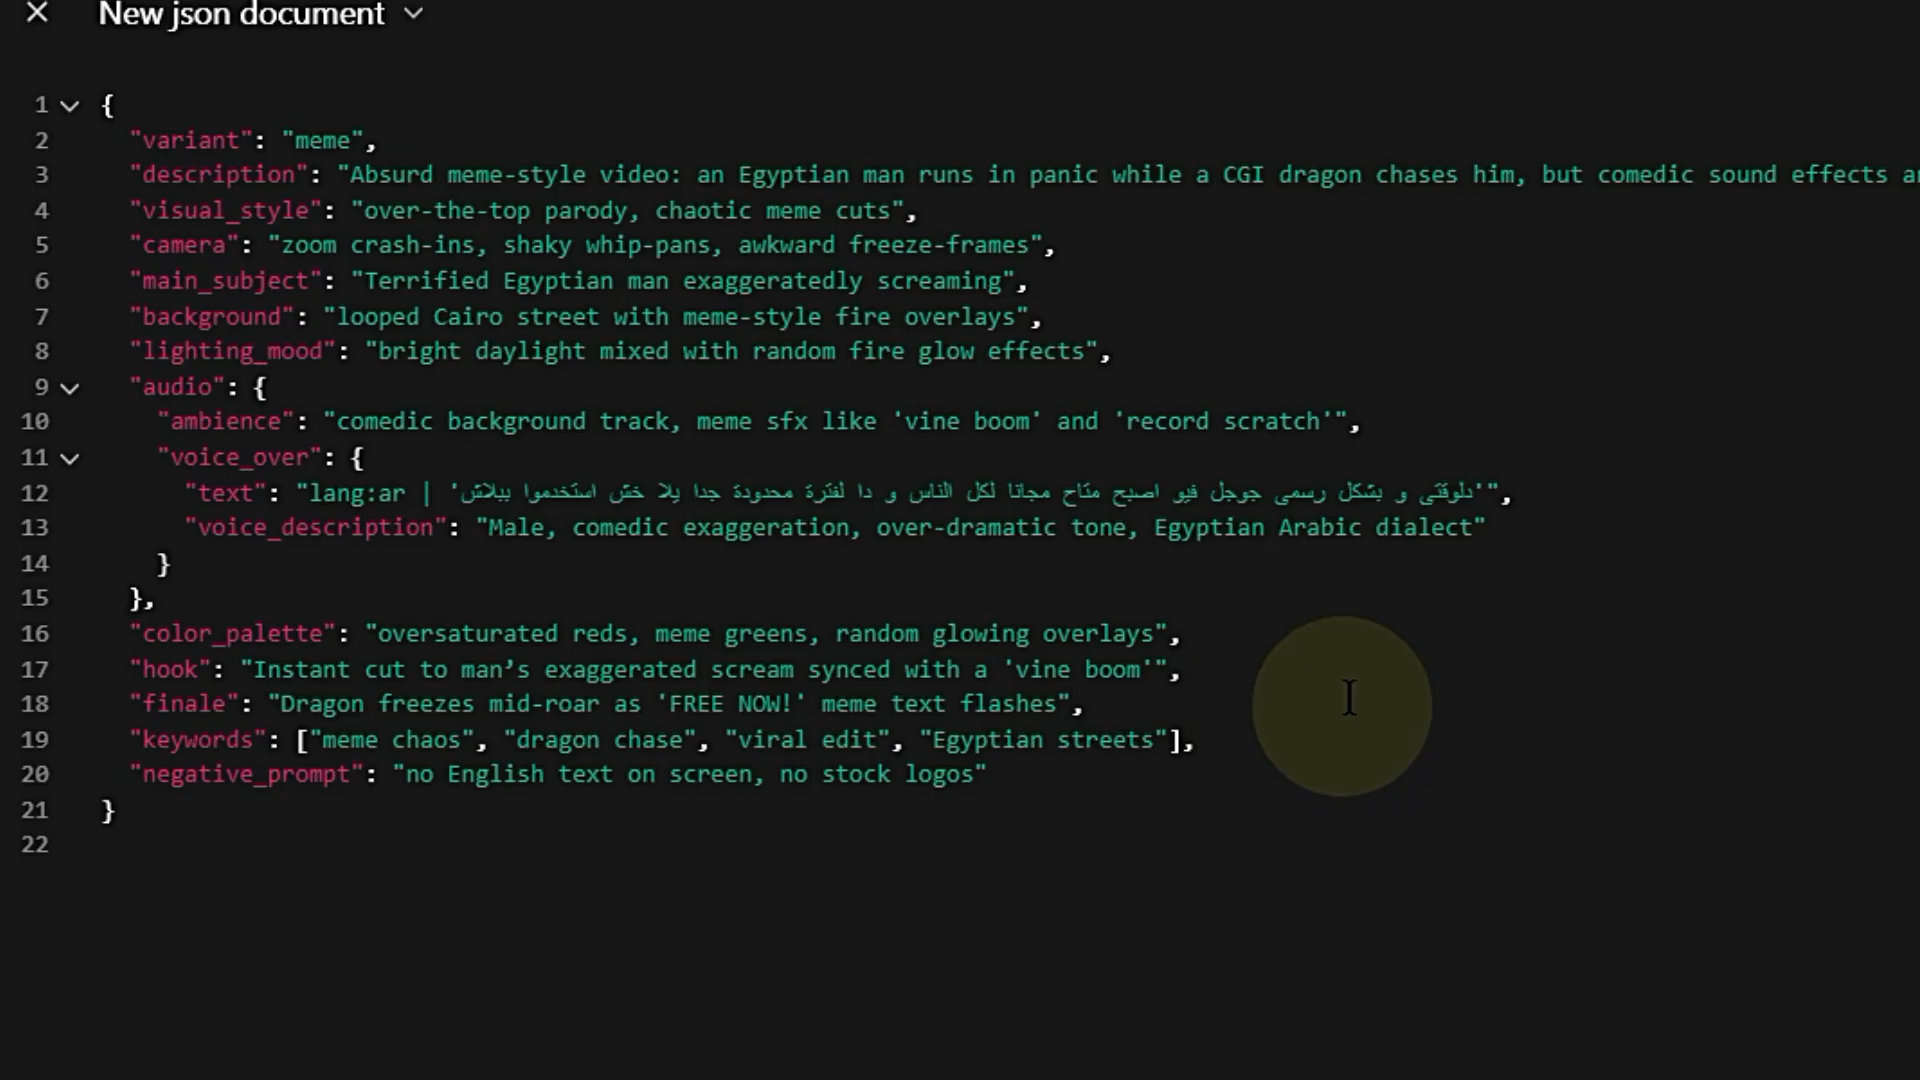 New json document
1 {
2 "variant": "meme",
3 "description": "Absurd meme-style video: an Egyptian man runs in panic while a CGI dragon chases him, but comedic sound effects
4 "visual_style": "over-the-top parody, chaotic meme cuts",
5 "camera": "zoom crash-ins, shaky whip-pans, awkward freeze-frames",
6 "main_subject": "Terrified Egyptian man exaggeratedly screaming",
7 "background": "looped Cairo street with meme-style fire overlays",
8 "lighting_mood": "bright daylight mixed with random fire glow effects",
9 "audio": {
10 "ambience": "comedic background track, meme sfx like 'vine boom' and 'record scratch'",
11 "voice_over": {
12 "text": "lang:ar | 'دلوقتى و بشكل رسمى جوجل فيو اصبح متاح مجانا لكل الناس و دا لفترة محدودة جدا يلا خش استخدموا ببلاش'",
13 "voice_description": "Male, comedic exaggeration, over-dramatic tone, Egyptian Arabic dialect"
14 }
15 },
16 "color_palette": "oversaturated reds, meme greens, random glowing overlays",
17 "hook": "Instant cut to man’s exaggerated scream synced with a 'vine boom'",
18 "finale": "Dragon freezes mid-roar as 'FREE NOW!' meme text flashes",
19 "keywords": ["meme chaos", "dragon chase", "viral edit", "Egyptian streets"],
20 "negative_prompt": "no English text on screen, no stock logos"
21 }
22